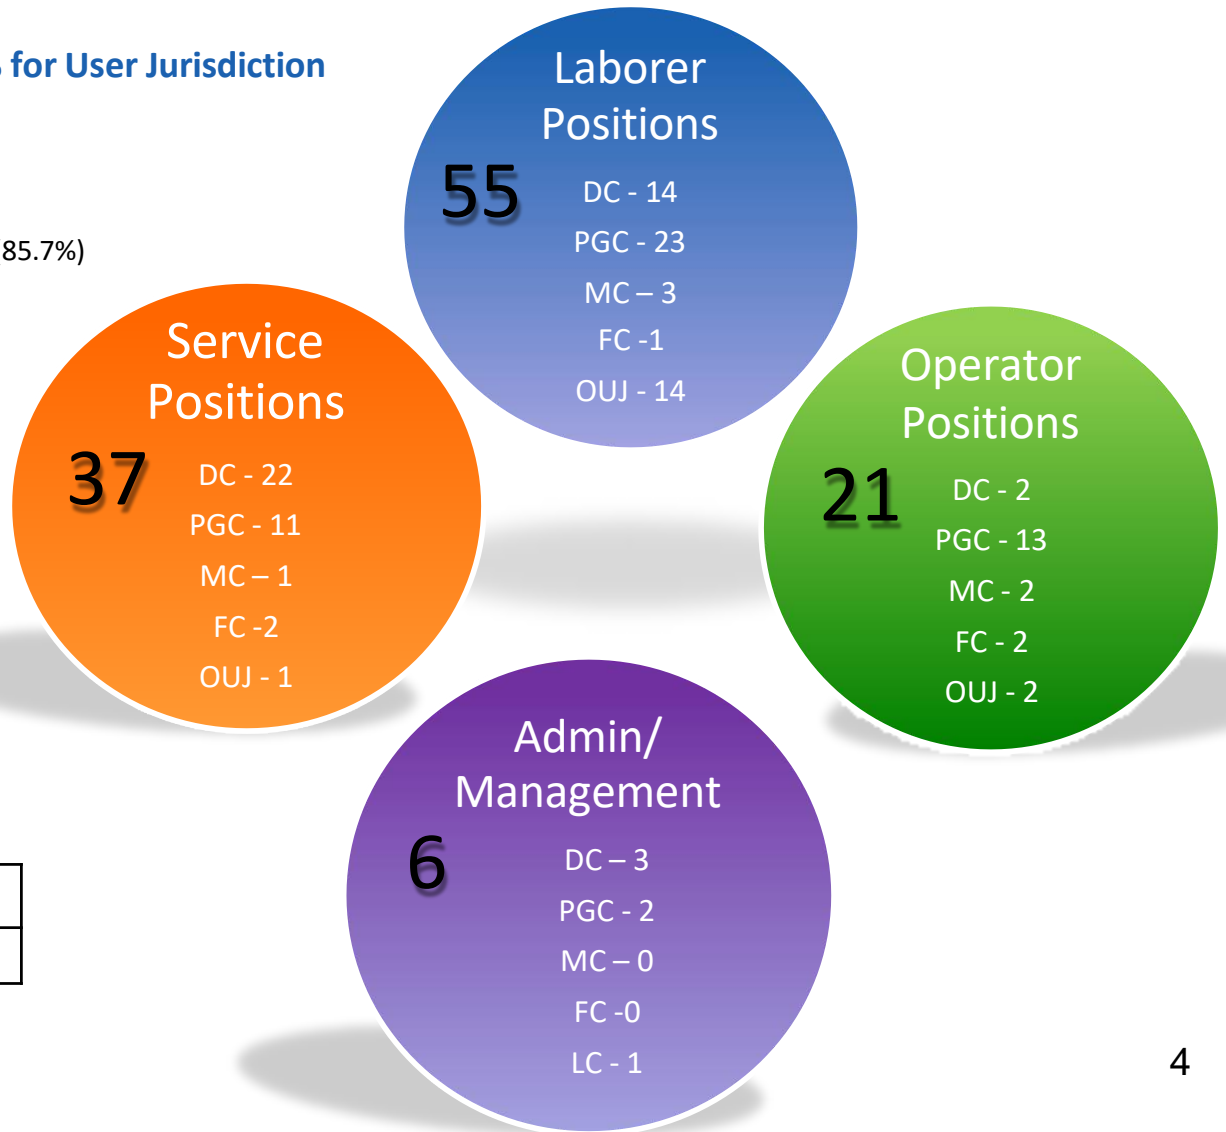 for User Jurisdiction
85.7%)
Laborer
Positions
55
DC - 14
PGC - 23
MC – 3
FC -1
OUJ - 14
Service
Positions
37
DC - 22
PGC - 11
MC – 1
FC -2
OUJ - 1
Operator
Positions
21
DC - 2
PGC - 13
MC - 2
FC - 2
OUJ - 2
Admin/
Management
6
DC – 3
PGC - 2
MC – 0
FC -0
LC - 1
4